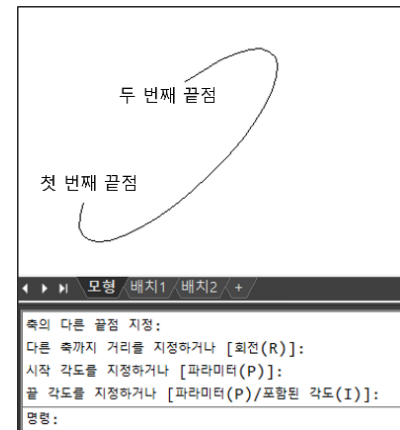 두 번째 끝점
첫 번째 끝점
모형 배치1 배치2 +
축의 다른 끝점 지정:
다른 축까지 거리를 지정하거나 [회전(R)]:
시작 각도를 지정하거나 [파라미터(P)]:
끝 각도를 지정하거나 [파라미터(P)/포함된 각도(I)]:
명령: